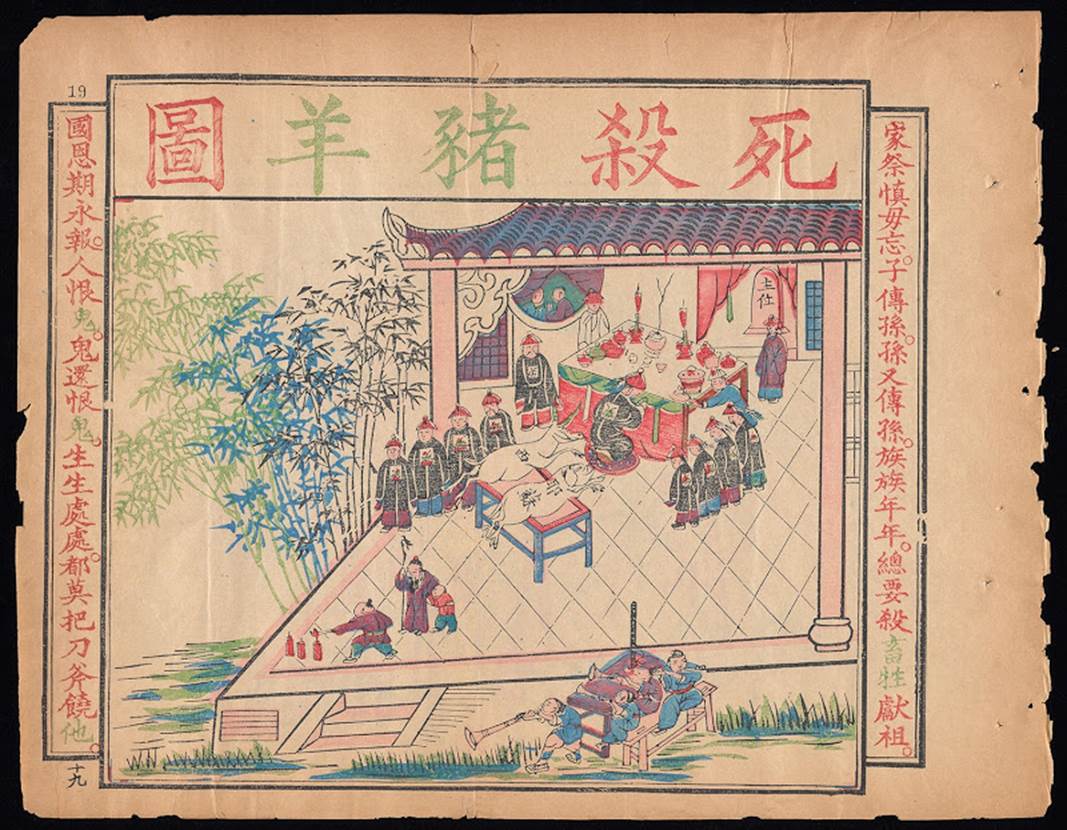 死殺豬羊圖
家祭慎毋忘。子傳孫。孫又傳孫。族族年年。總要殺畜牲獻祖。
19
國恩期永報。人恨鬼。鬼還恨鬼。生生處處。都莫把刀斧饒他。
十九